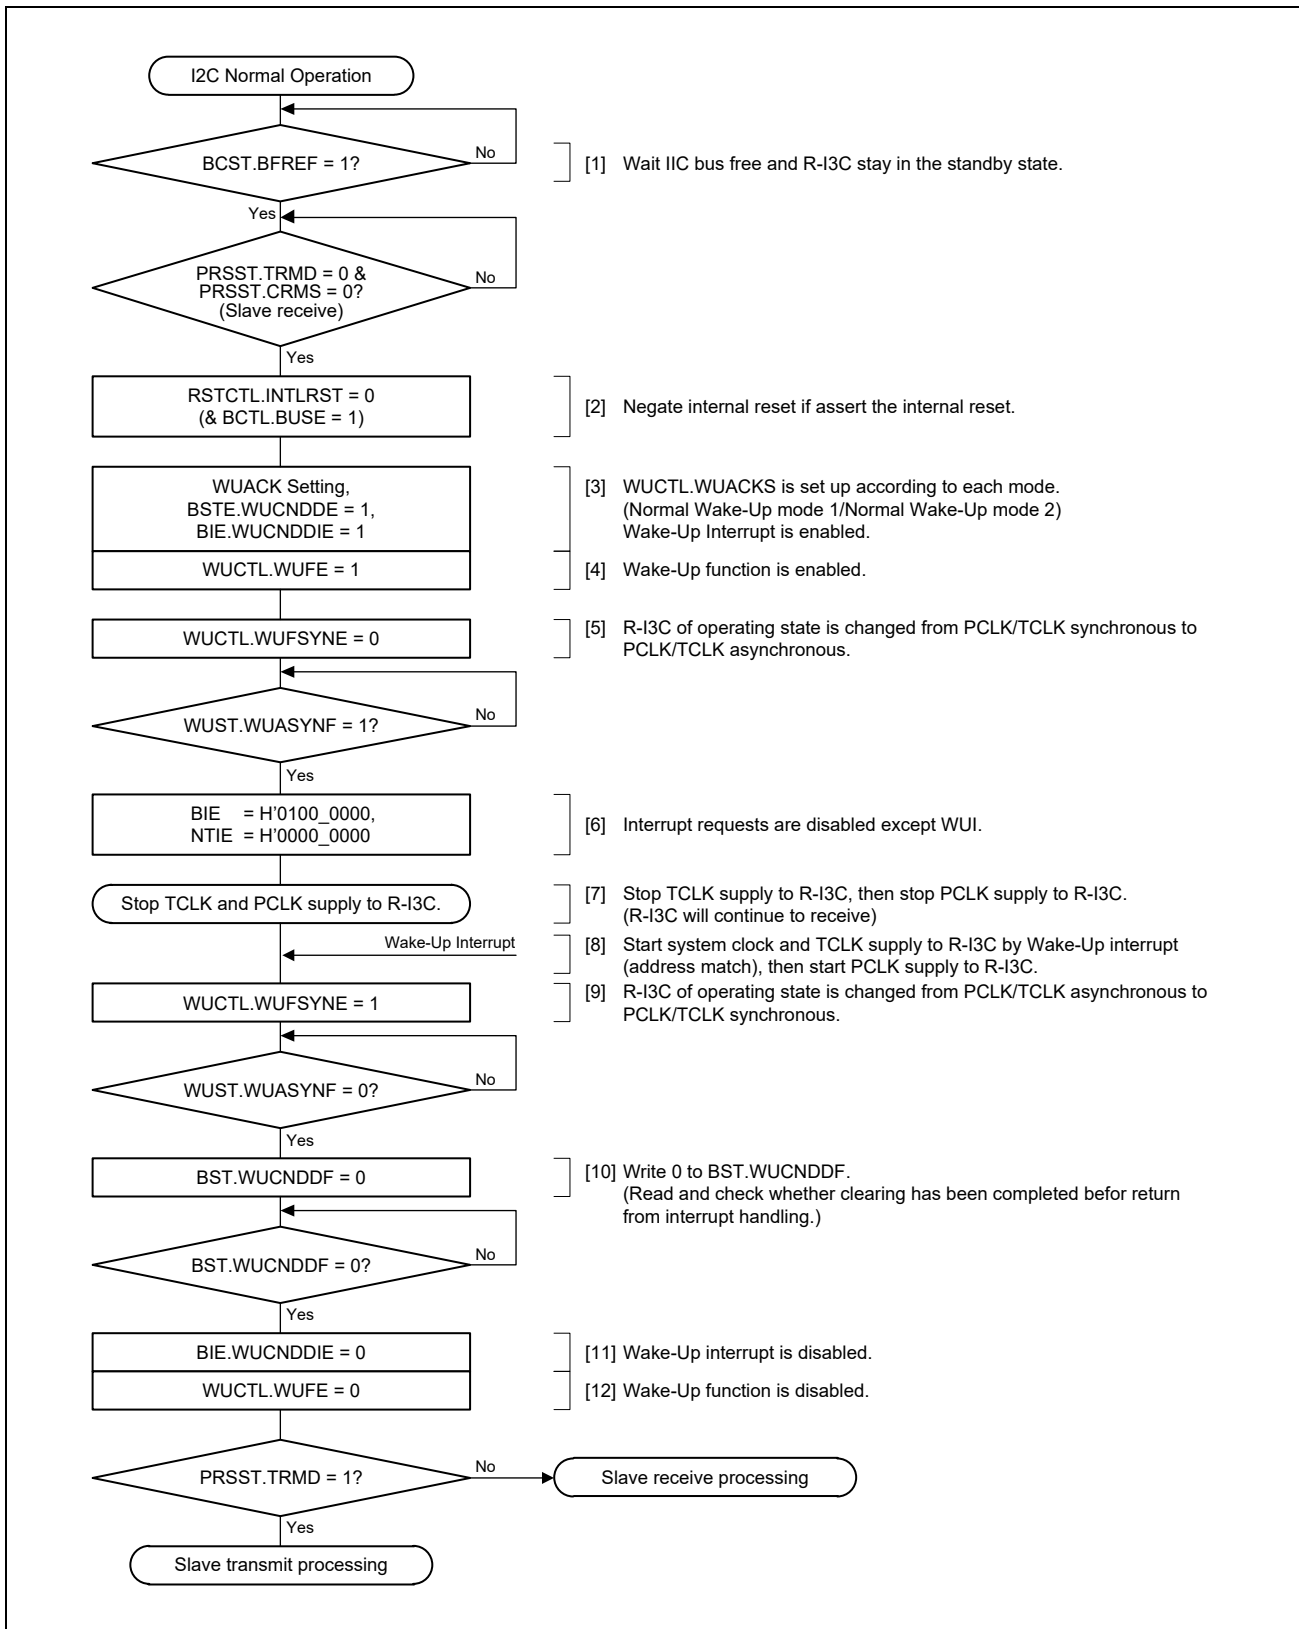 I2C Normal Operation
BCST.BFREF = 1?
No
[1] Wait IIC bus free and R-I3C stay in the standby state.
Yes
PRSST.TRMD = 0 &
PRSST.CRMS = 0?
(Slave receive)
No
Yes
RSTCTL.INTLRST = 0
(& BCTL.BUSE = 1)
[2] Negate internal reset if assert the internal reset.
WUACK Setting,
BSTE.WUCNDDE = 1,
BIE.WUCNDDIE = 1
[3] WUCTL.WUACKS is set up according to each mode.
(Normal Wake-Up mode 1/Normal Wake-Up mode 2)
Wake-Up Interrupt is enabled.
WUCTL.WUFE = 1
[4] Wake-Up function is enabled.
WUCTL.WUFSYNE = 0
[5] R-I3C of operating state is changed from PCLK/TCLK synchronous to
PCLK/TCLK asynchronous.
WUST.WUASYNF = 1?
No
Yes
BIE = H'0100_0000,
NTIE = H'0000_0000
[6] Interrupt requests are disabled except WUI.
Stop TCLK and PCLK supply to R-I3C.
[7] Stop TCLK supply to R-I3C, then stop PCLK supply to R-I3C.
(R-I3C will continue to receive)
Wake-Up Interrupt
[8] Start system clock and TCLK supply to R-I3C by Wake-Up interrupt
(address match), then start PCLK supply to R-I3C.
WUCTL.WUFSYNE = 1
[9] R-I3C of operating state is changed from PCLK/TCLK asynchronous to
PCLK/TCLK synchronous.
WUST.WUASYNF = 0?
No
Yes
BST.WUCNDDF = 0
[10] Write 0 to BST.WUCNDDF.
(Read and check whether clearing has been completed befor return
from interrupt handling.)
BST.WUCNDDF = 0?
No
Yes
BIE.WUCNDDIE = 0
[11] Wake-Up interrupt is disabled.
WUCTL.WUFE = 0
[12] Wake-Up function is disabled.
PRSST.TRMD = 1?
No
Slave receive processing
Yes
Slave transmit processing